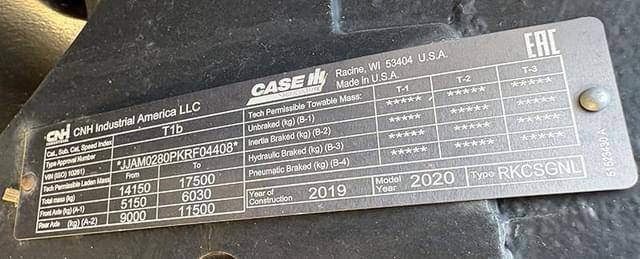 CNH CNH Industrial America LLC
CASE IH AGRICULTURE
Racine, WI 53404 U.S.A.
Made in U.S.A.
EAC
Cat., Sub. Cat., Speed Index T1b
Type Approval Number
VIN (ISO 10261) *JJAM0280PKRF04408*
From To
Tech Permissible Laden Mass
Total mass (kg) 14150 17500
Front Axle (kg) (A-1) 5150 6030
Rear Axle (kg) (A-2) 9000 11500
Tech Permissible Towable Mass: T-1 T-2 T-3
Unbraked (kg) (B-1) ***** ***** *****
Inertia Braked (kg) (B-2) ***** ***** *****
Hydraulic Braked (kg) (B-3) ***** ***** *****
Pneumatic Braked (kg) (B-4) ***** ***** *****
Year of Construction 2019
Model Year 2020
Type RKCSGNL